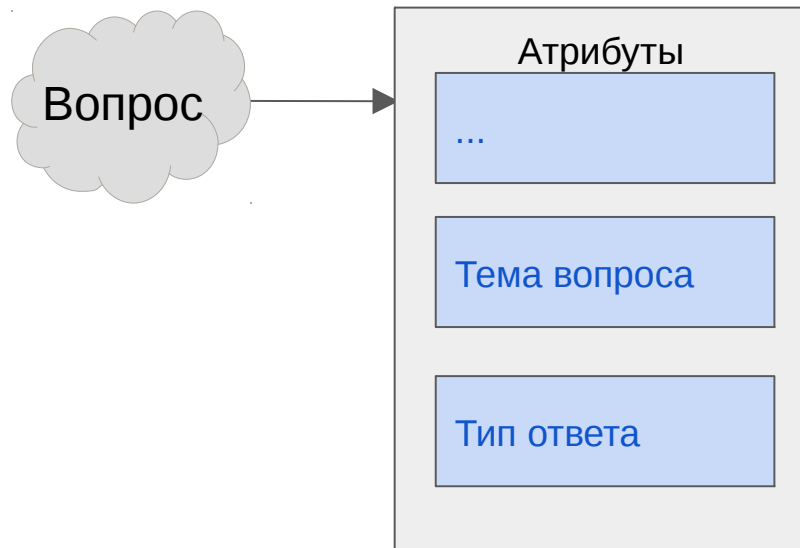 Вопрос
Атрибуты
...
Тема вопроса
Тип ответа